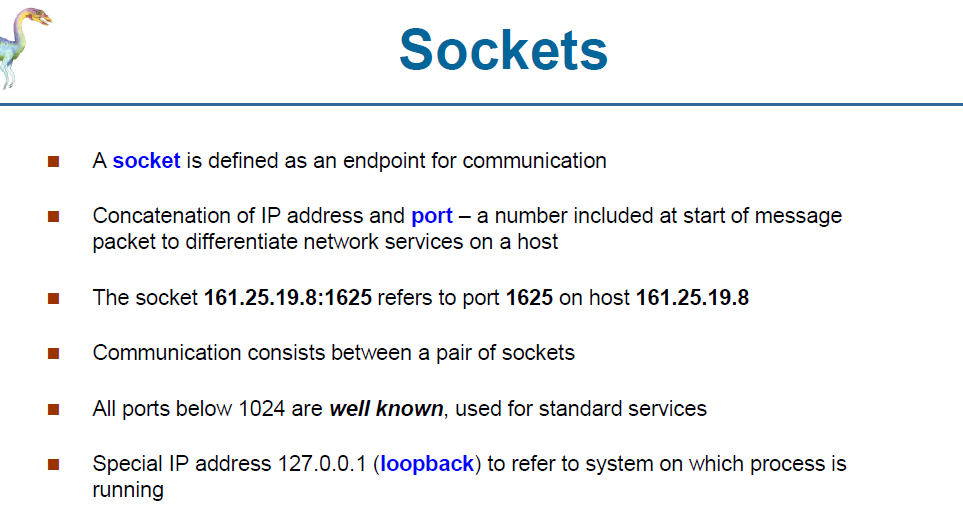 Sockets
A socket is defined as an endpoint for communication
Concatenation of IP address and port – a number included at start of message
packet to differentiate network services on a host
The socket 161.25.19.8:1625 refers to port 1625 on host 161.25.19.8
Communication consists between a pair of sockets
All ports below 1024 are well known, used for standard services
Special IP address 127.0.0.1 (loopback) to refer to system on which process is
running